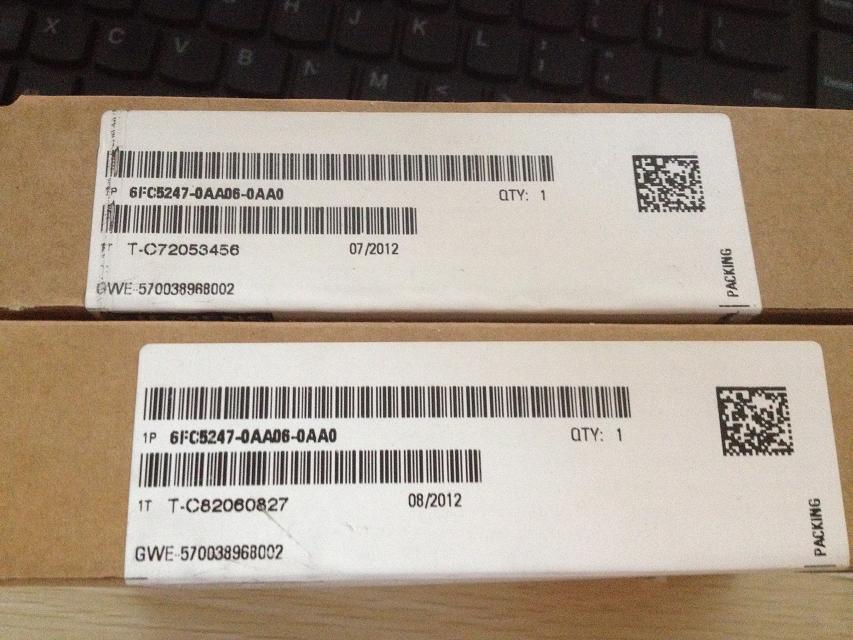 X C V B N M
H J K L
P 6FC5247-0AA06-0AA0 QTY: 1
1T T-C72053456 07/2012
GWE-570038968002
PACKING
1P 6FC5247-0AA06-0AA0 QTY: 1
1T T-C82060827 08/2012
GWE-570038968002
PACKING